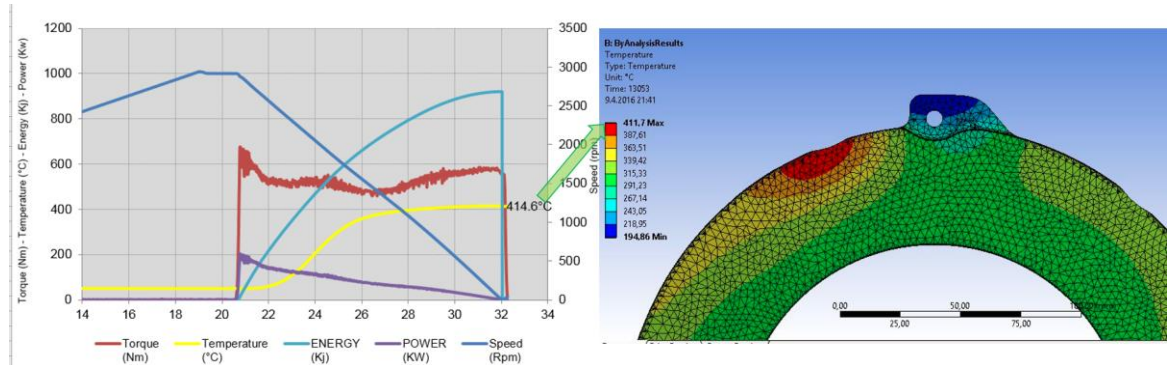 1200
1000
800
600
400
200
0
Torque (Nm) - Temperature (°C) - Energy (Kj) - Power (Kw)
3500
3000
2500
2000
1500
1000
500
0
Speed (rpm)
414.6°C
14 16 18 20 22 24 26 28 30 32 34
Torque (Nm)
Temperature (°C)
ENERGY (Kj)
POWER (KW)
Speed (Rpm)
B: ByAnalysisResults
Temperature
Type: Temperature
Unit: °C
Time: 13053
9.4.2016 21:41
411.7 Max
387,61
363,51
339,42
315,33
291,23
267,14
243,05
218,95
194,86 Min
0,00 50,00
25,00 75,00